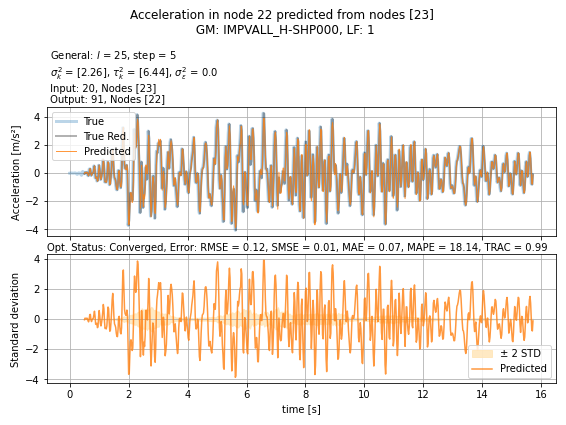 Acceleration in node 22 predicted from nodes [23]
GM: IMPVALL_H-SHP000, LF: 1
General: l = 25, step = 5
σ²ₖ = [2.26], τ²ₖ = [6.44], σ²ε = 0.0
Input: 20, Nodes [23]
Output: 91, Nodes [22]
True
True Red.
Predicted
Acceleration [m/s²]
4
2
0
−2
−4
Opt. Status: Converged, Error: RMSE = 0.12, SMSE = 0.01, MAE = 0.07, MAPE = 18.14, TRAC = 0.99
Standard deviation
4
2
0
−2
−4
± 2 STD
Predicted
0 2 4 6 8 10 12 14 16
time [s]